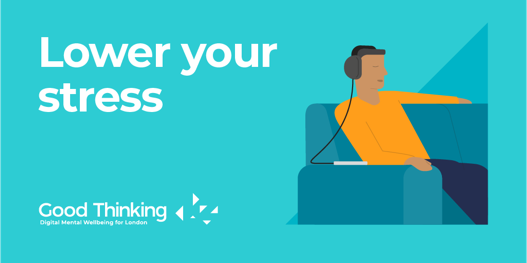 Lower your
stress
Good Thinking
Digital Mental Wellbeing for London